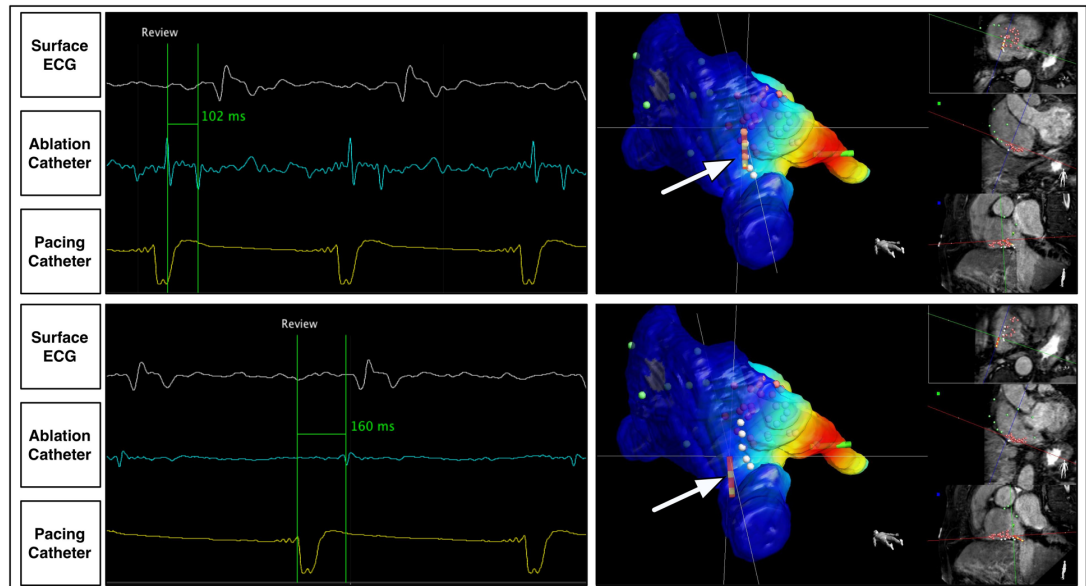 Surface
ECG
Review
102 ms
Ablation
Catheter
Pacing
Catheter
Surface
ECG
Review
160 ms
Ablation
Catheter
Pacing
Catheter